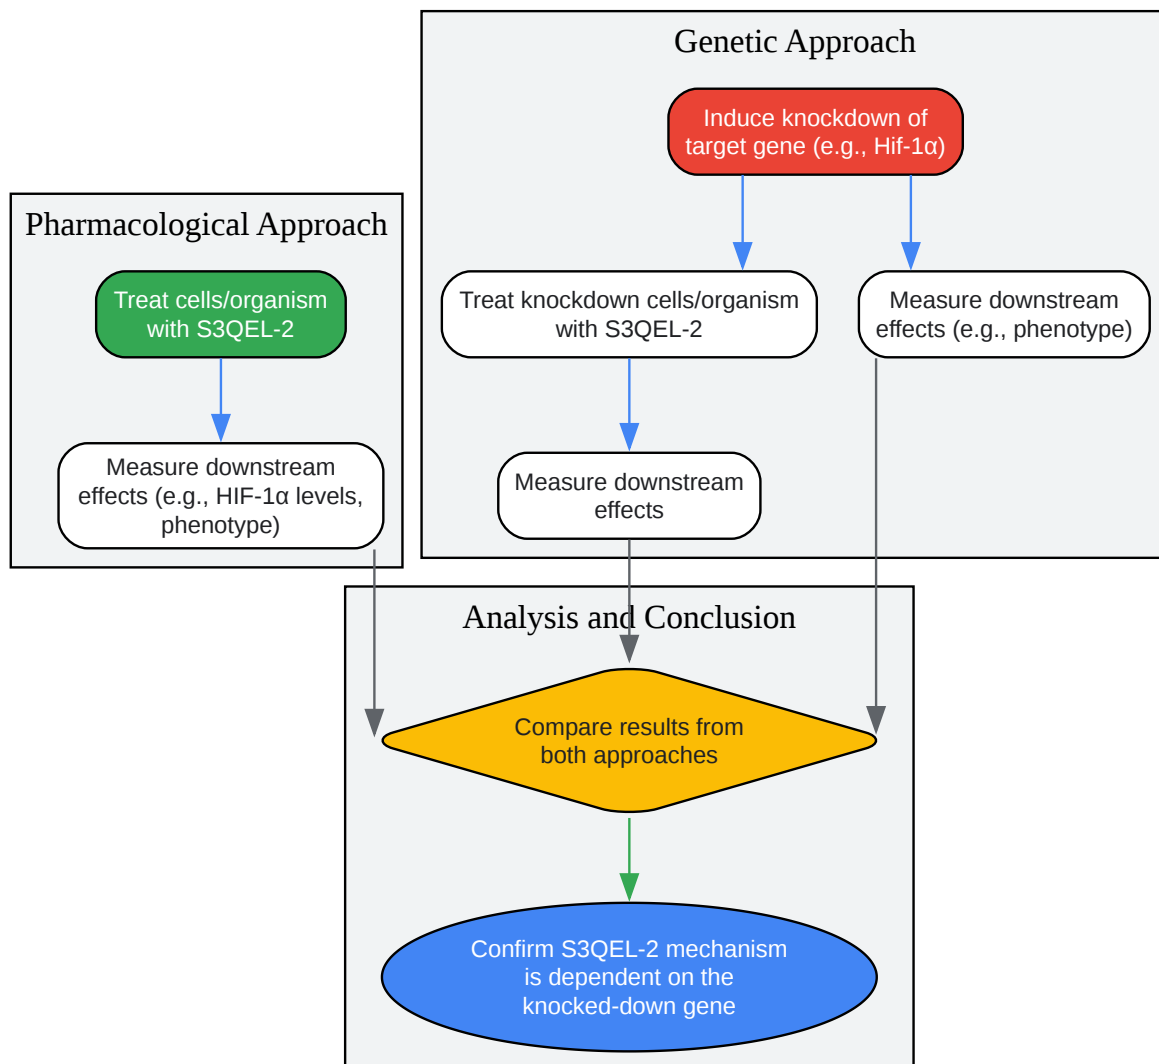 Genetic Approach
Induce knockdown of
target gene (e.g., Hif-1α)
Pharmacological Approach
Treat cells/organism
with S3QEL-2
Treat knockdown cells/organism
with S3QEL-2
Measure downstream
effects (e.g., phenotype)
Measure downstream
effects (e.g., HIF-1α levels,
phenotype)
Measure downstream
effects
Analysis and Conclusion
Compare results from
both approaches
Confirm S3QEL-2 mechanism
is dependent on the
knocked-down gene